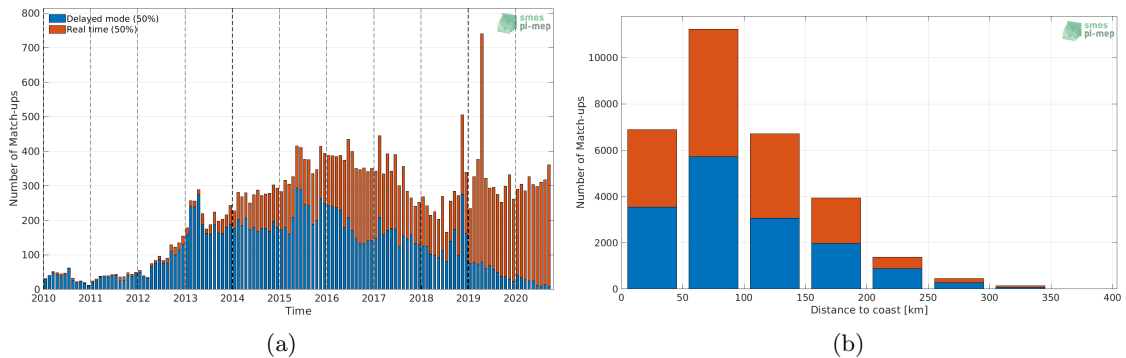 Delayed mode (50%)
Real time (50%)
smos
pi-mep
Number of Match-ups
800
700
600
500
400
300
200
100
0
2010 2011 2012 2013 2014 2015 2016 2017 2018 2019 2020
Time
(a)
smos
pi-mep
Number of Match-ups
10000
8000
6000
4000
2000
0
0 50 100 150 200 250 300 350 400
Distance to coast [km]
(b)